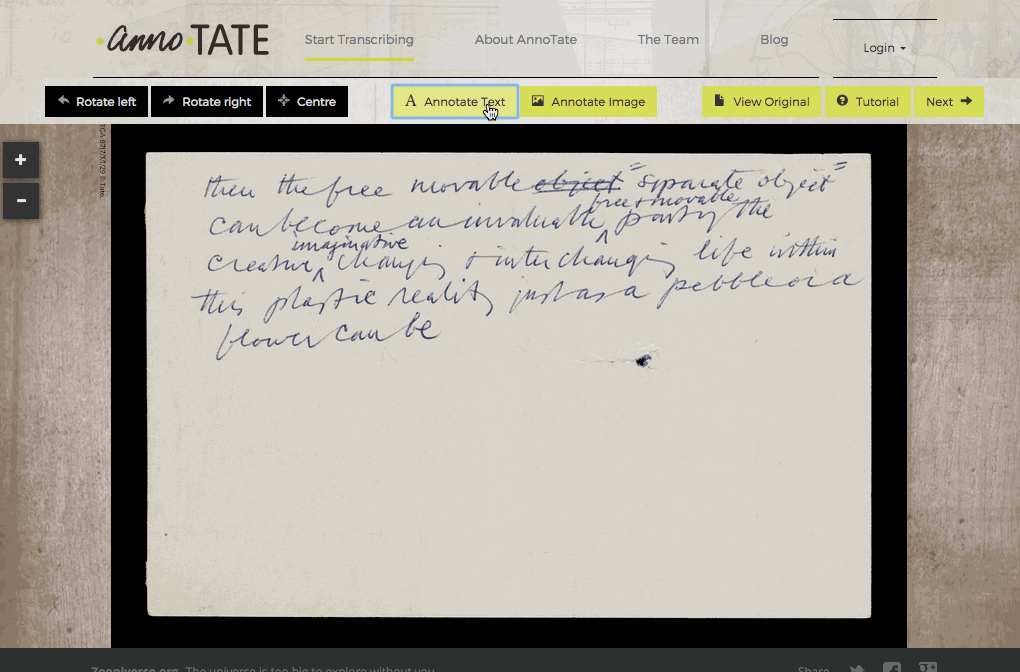 anno TATE
Start Transcribing
About AnnoTATE
The Team
Blog
Login
Rotate left
Rotate right
Centre
A Annotate Text
Annotate Image
View Original
? Tutorial
Next
+
-
TGA 8717/3/1/29 © Tate
then the free movable object "separate object"
free + movable
can become an invaluable ^ party the
imaginative
creative ^ changing + interchanging life within
this plastic reality just as a pebble or a
flower can be
Zooniverse.org The universe is too big to explore without you.
Share